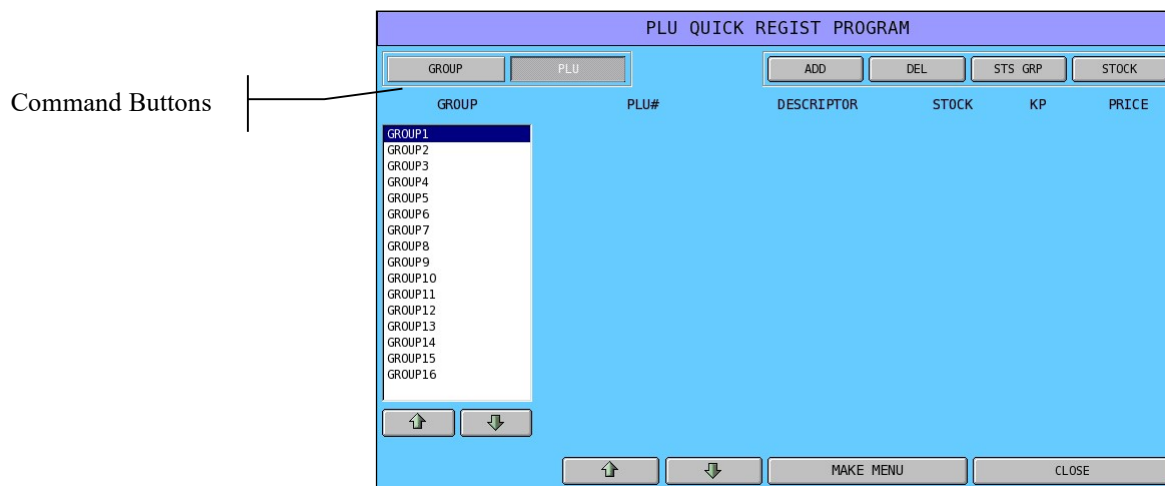 PLU QUICK REGIST PROGRAM
GROUP PLU ADD DEL STS GRP STOCK
Command Buttons
GROUP PLU# DESCRIPTOR STOCK KP PRICE
GROUP1
GROUP2
GROUP3
GROUP4
GROUP5
GROUP6
GROUP7
GROUP8
GROUP9
GROUP10
GROUP11
GROUP12
GROUP13
GROUP14
GROUP15
GROUP16
MAKE MENU CLOSE